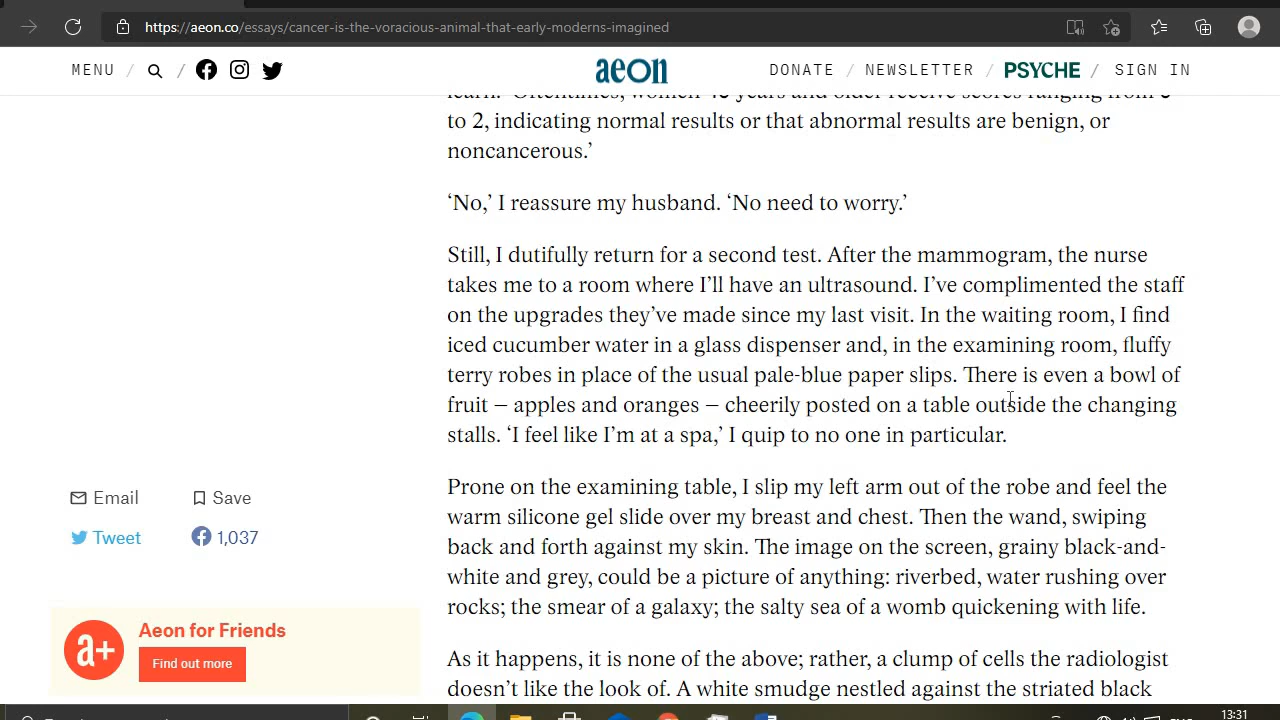 https://aeon.co/essays/cancer-is-the-voracious-animal-that-early-moderns-imagined
MENU / / aeon DONATE / NEWSLETTER / PSYCHE / SIGN IN
to 2, indicating normal results or that abnormal results are benign, or
noncancerous.’
‘No,’ I reassure my husband. ‘No need to worry.’
Still, I dutifully return for a second test. After the mammogram, the nurse
takes me to a room where I’ll have an ultrasound. I’ve complimented the staff
on the upgrades they’ve made since my last visit. In the waiting room, I find
iced cucumber water in a glass dispenser and, in the examining room, fluffy
terry robes in place of the usual pale-blue paper slips. There is even a bowl of
fruit – apples and oranges – cheerily posted on a table outside the changing
stalls. ‘I feel like I’m at a spa,’ I quip to no one in particular.
Prone on the examining table, I slip my left arm out of the robe and feel the
warm silicone gel slide over my breast and chest. Then the wand, swiping
back and forth against my skin. The image on the screen, grainy black-and-
white and grey, could be a picture of anything: riverbed, water rushing over
rocks; the smear of a galaxy; the salty sea of a womb quickening with life.
As it happens, it is none of the above; rather, a clump of cells the radiologist
doesn’t like the look of. A white smudge nestled against the striated black
Email Save
Tweet 1,037
a+ Aeon for Friends
Find out more
13:31